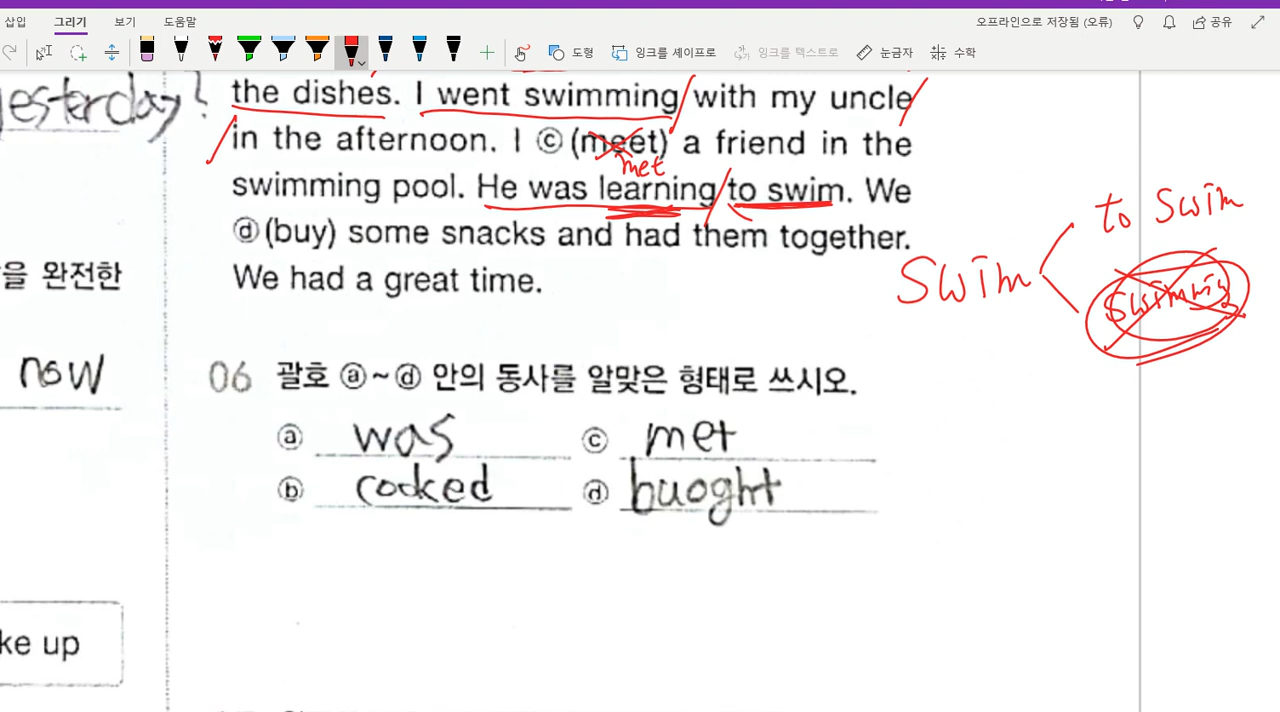 삽입 그리기 보기 도움말 오프라인으로 저장됨 (오류) 공유
도형 잉크를 셰이프로 잉크를 텍스트로 눈금자 수학
yesterday?
the dishes. I went swimming with my uncle
in the afternoon. I ⓒ (meet) a friend in the
met
swimming pool. He was learning to swim. We
ⓓ (buy) some snacks and had them together.
We had a great time.
to swim
swim
swimming
을 완전한
now
06 괄호 ⓐ~ⓓ 안의 동사를 알맞은 형태로 쓰시오.
ⓐ was ⓒ met
ⓑ cooked ⓓ buoght
ke up